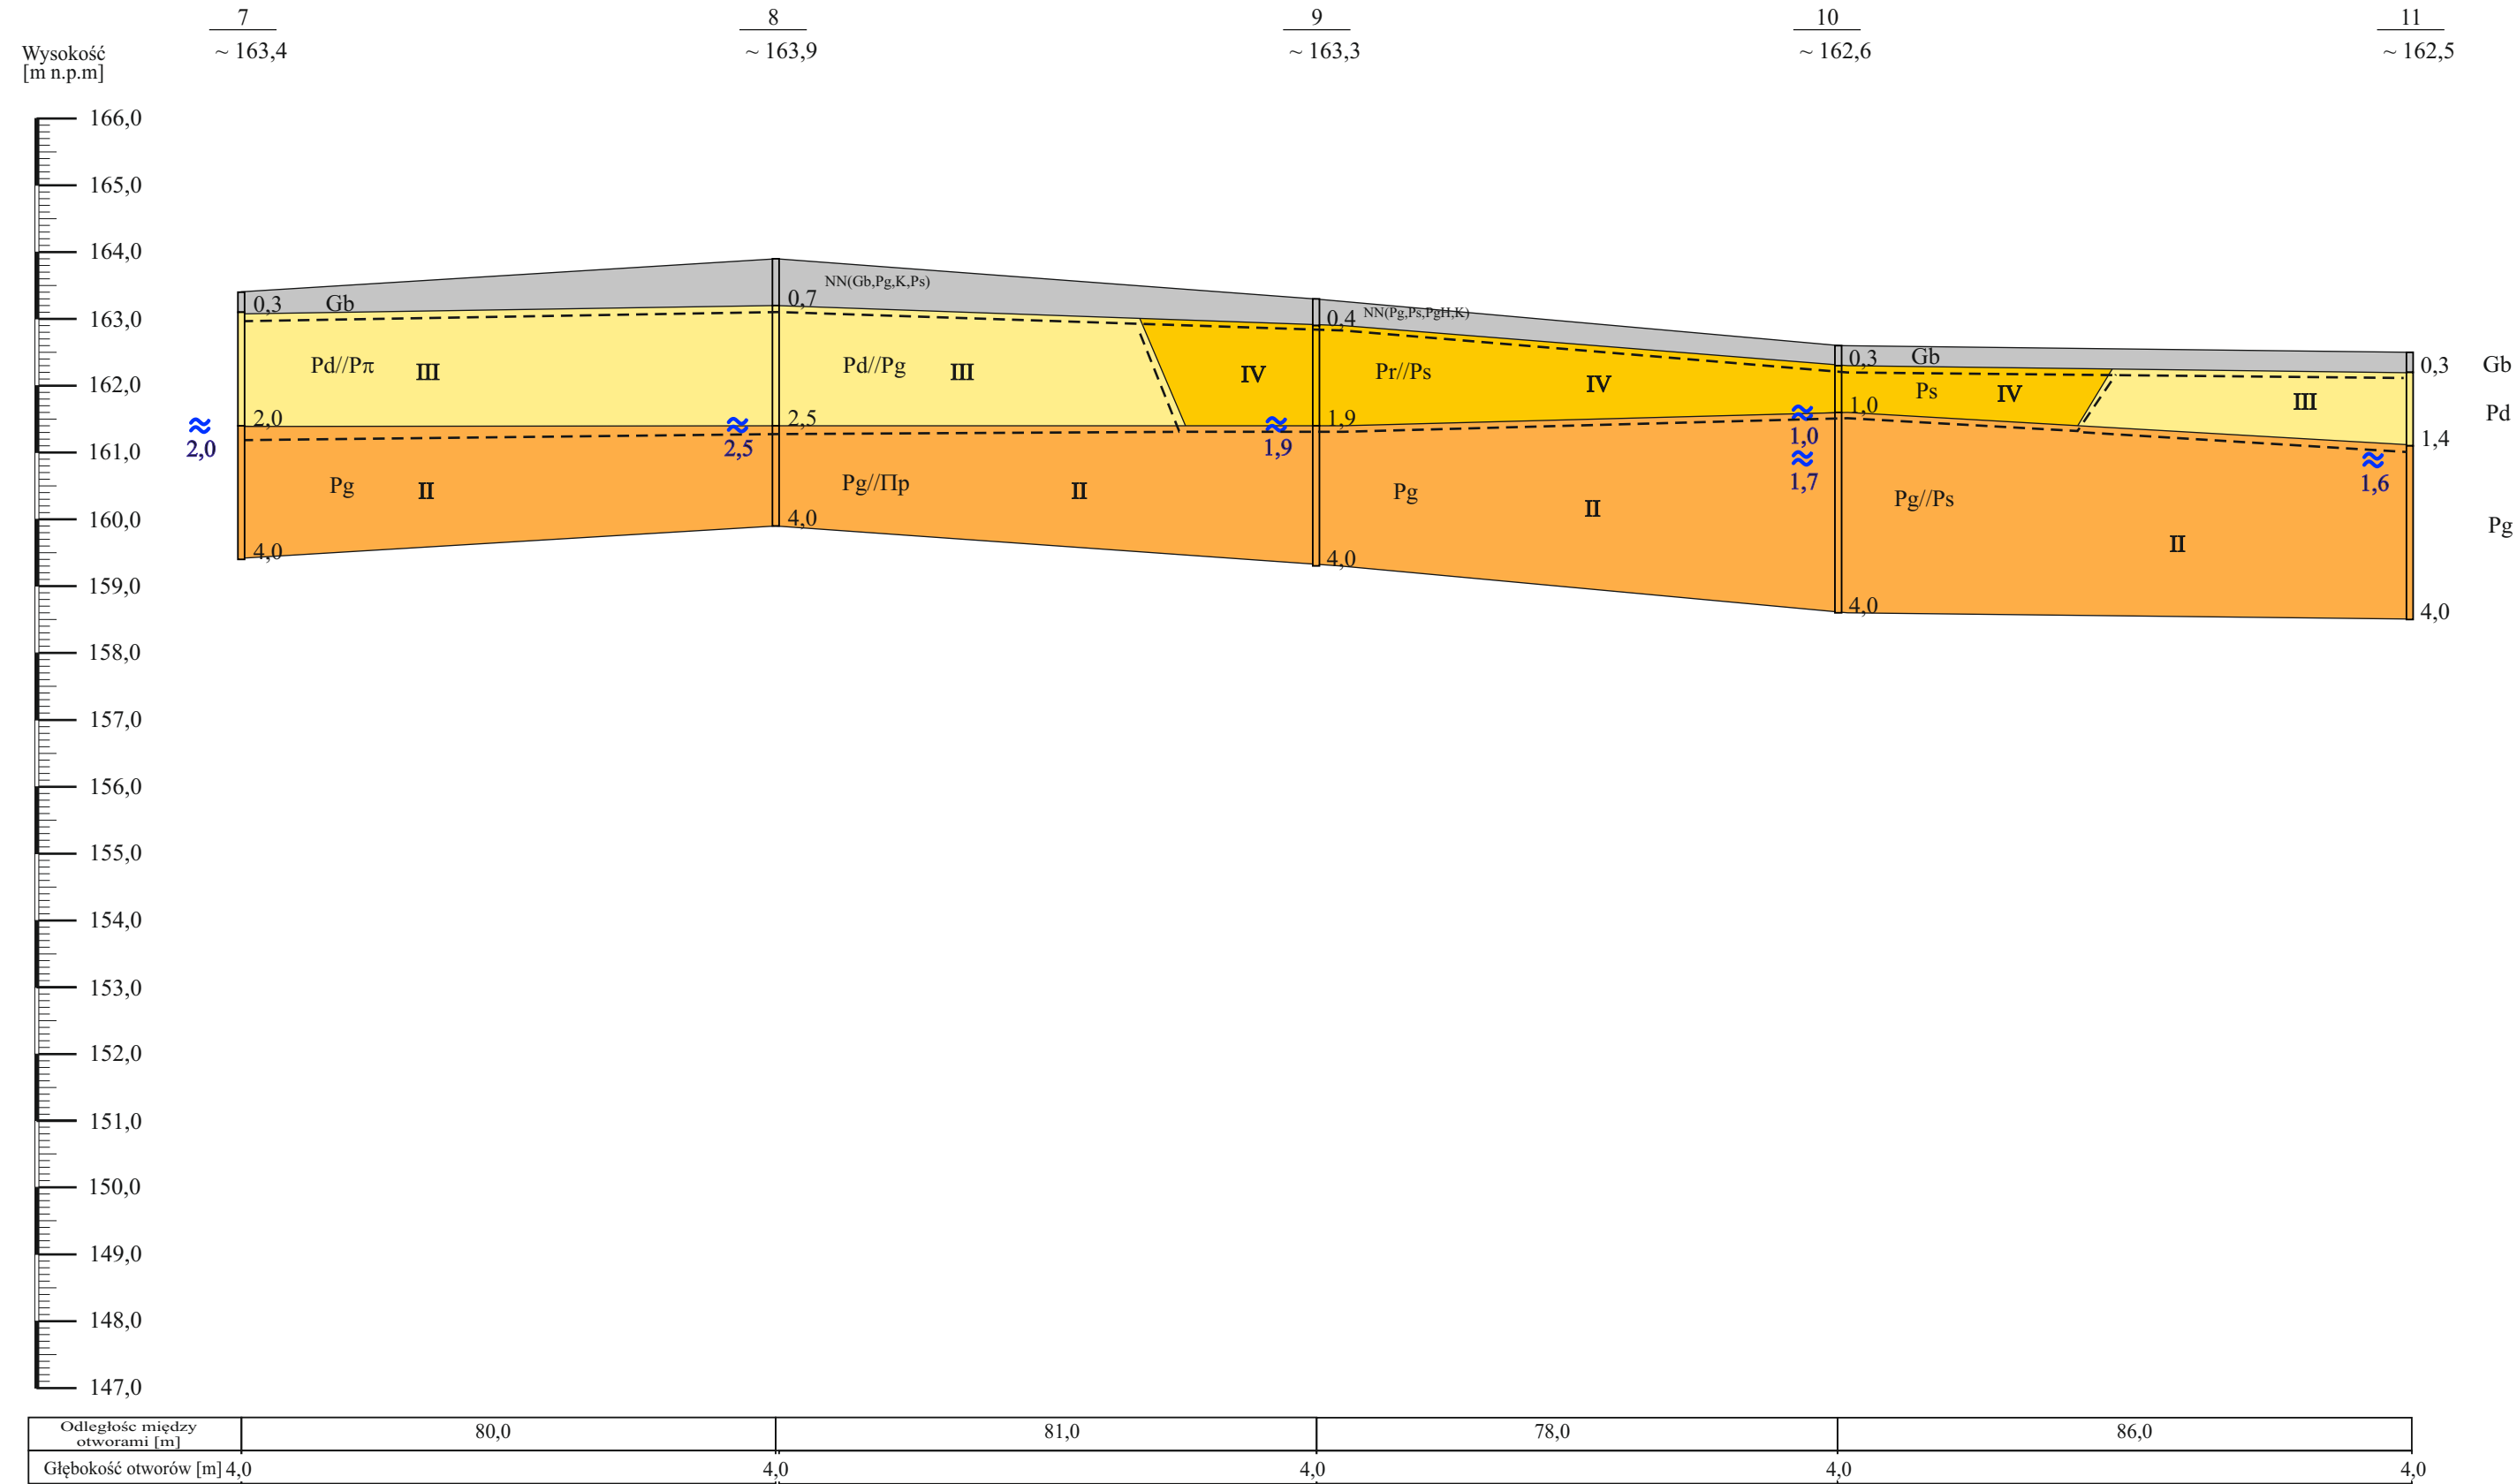 7 8 9 10 11
~ 163,4 ~ 163,9 ~ 163,3 ~ 162,6 ~ 162,5
Wysokość
[m n.p.m]
166,0
165,0
164,0
NN(Gb,Pg,K,Ps)
0,3 Gb 0,7
163,0
0,4 NN(Pg,Ps,PgH,K)
0,3 Gb 0,3 Gb
Pd//Pπ III Pd//Pg III IV Pr//Ps IV
162,0
Ps IV III
1,0 Pd
2,0 2,5 1,9
2,0 2,5 1,9 1,0 1,4
161,0
1,7 1,6
Pg II Pg//Πp II Pg II Pg//Ps
160,0
4,0 Pg
4,0 4,0 II
159,0
4,0 4,0
158,0
157,0
156,0
155,0
154,0
153,0
152,0
151,0
150,0
149,0
148,0
147,0
Odległośc między
otworami [m]
80,0 81,0 78,0 86,0
Głębokość otworów [m] 4,0 4,0 4,0 4,0 4,0